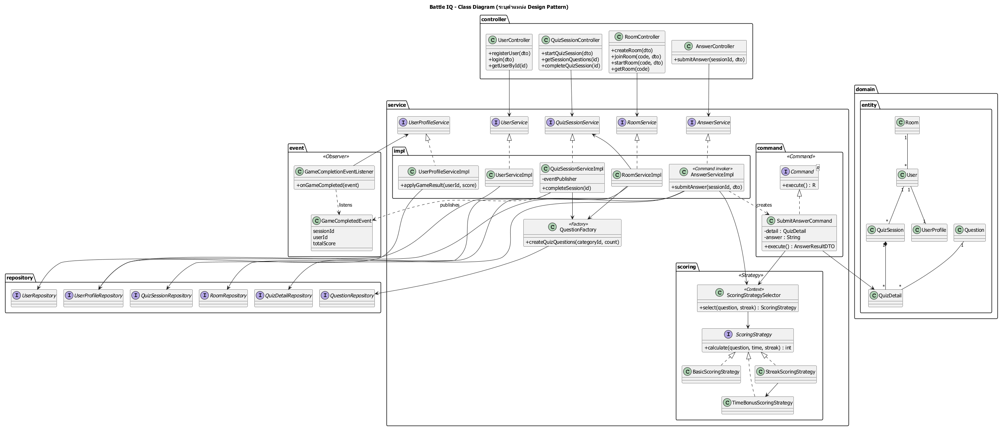 Battle IQ - Class Diagram (ระบุตำแหน่ง Design Pattern)
controller
C UserController
+registerUser(dto)
+login(dto)
+getUserById(id)
C QuizSessionController
+startQuizSession(dto)
+getSessionQuestions(id)
+completeQuizSession(id)
C RoomController
+createRoom(dto)
+joinRoom(code, dto)
+startRoom(code, dto)
+getRoom(code)
C AnswerController
+submitAnswer(sessionId, dto)
service
I UserProfileService
I UserService
I QuizSessionService
I RoomService
I AnswerService
impl
C UserProfileServiceImpl
+applyGameResult(userId, score)
C UserServiceImpl
C QuizSessionServiceImpl
-eventPublisher
+completeSession(id)
C RoomServiceImpl
«Command invoker»
C AnswerServiceImpl
+submitAnswer(sessionId, dto)
event
«Observer»
C GameCompletionEventListener
+onGameCompleted(event)
listens
publishes
creates
C GameCompletedEvent
sessionId
userId
totalScore
«Factory»
C QuestionFactory
+createQuizQuestions(categoryId, count)
command
«Command»
I Command R
+execute() : R
C SubmitAnswerCommand
-detail : QuizDetail
-answer : String
+execute() : AnswerResultDTO
scoring
«Strategy»
«Context»
C ScoringStrategySelector
+select(question, streak) : ScoringStrategy
I ScoringStrategy
+calculate(question, time, streak) : int
C BasicScoringStrategy
C StreakScoringStrategy
C TimeBonusScoringStrategy
repository
I UserRepository
I UserProfileRepository
I QuizSessionRepository
I RoomRepository
I QuizDetailRepository
I QuestionRepository
domain
entity
C Room
1
*
C User
1
1
*
1
C QuizSession
C UserProfile
C Question
1
1
*
*
C QuizDetail